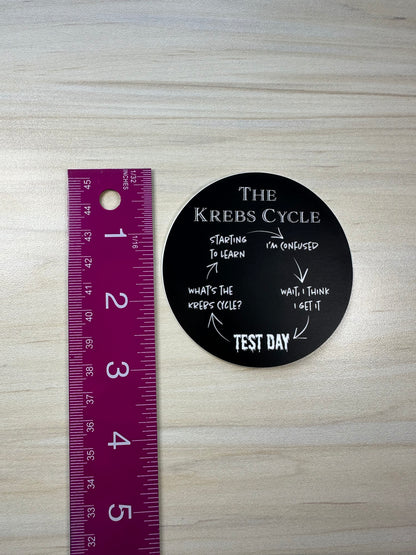 THE
KREBS CYCLE
STARTING
TO LEARN
I'M CONFUSED
WHAT'S THE
KREBS CYCLE?
WAIT, I THINK
I GET IT
TEST DAY
1/32
INCHES
1/16
1
2
3
4
5
45
44
43
42
41
40
39
38
37
36
35
34
33
32